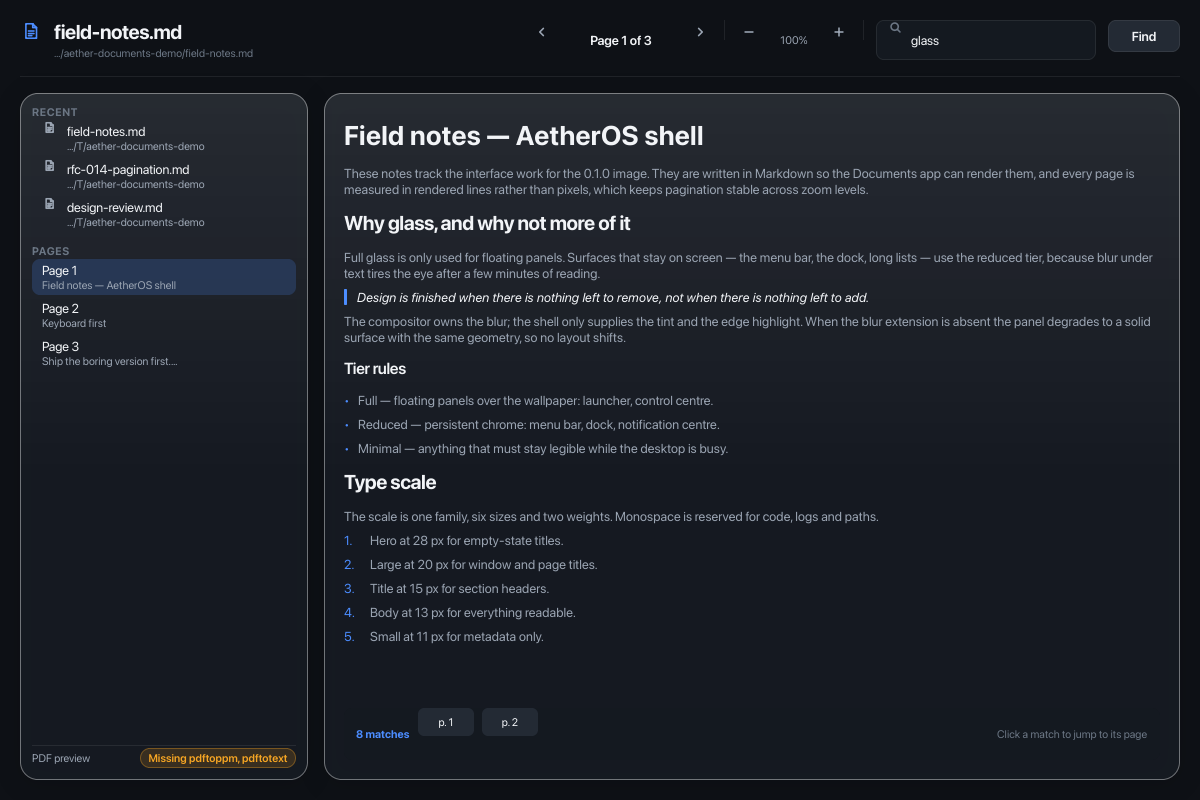 field-notes.md
.../aether-documents-demo/field-notes.md
Page 1 of 3
100%
glass
Find
RECENT
field-notes.md
.../T/aether-documents-demo
rfc-014-pagination.md
.../T/aether-documents-demo
design-review.md
.../T/aether-documents-demo
PAGES
Page 1
Field notes — AetherOS shell
Page 2
Keyboard first
Page 3
Ship the boring version first....
PDF preview
Missing pdftoppm, pdftotext
Field notes — AetherOS shell
These notes track the interface work for the 0.1.0 image. They are written in Markdown so the Documents app can render them, and every page is
measured in rendered lines rather than pixels, which keeps pagination stable across zoom levels.
Why glass, and why not more of it
Full glass is only used for floating panels. Surfaces that stay on screen — the menu bar, the dock, long lists — use the reduced tier, because blur under
text tires the eye after a few minutes of reading.
Design is finished when there is nothing left to remove, not when there is nothing left to add.
The compositor owns the blur; the shell only supplies the tint and the edge highlight. When the blur extension is absent the panel degrades to a solid
surface with the same geometry, so no layout shifts.
Tier rules
• Full — floating panels over the wallpaper: launcher, control centre.
• Reduced — persistent chrome: menu bar, dock, notification centre.
• Minimal — anything that must stay legible while the desktop is busy.
Type scale
The scale is one family, six sizes and two weights. Monospace is reserved for code, logs and paths.
1. Hero at 28 px for empty-state titles.
2. Large at 20 px for window and page titles.
3. Title at 15 px for section headers.
4. Body at 13 px for everything readable.
5. Small at 11 px for metadata only.
8 matches
p. 1
p. 2
Click a match to jump to its page